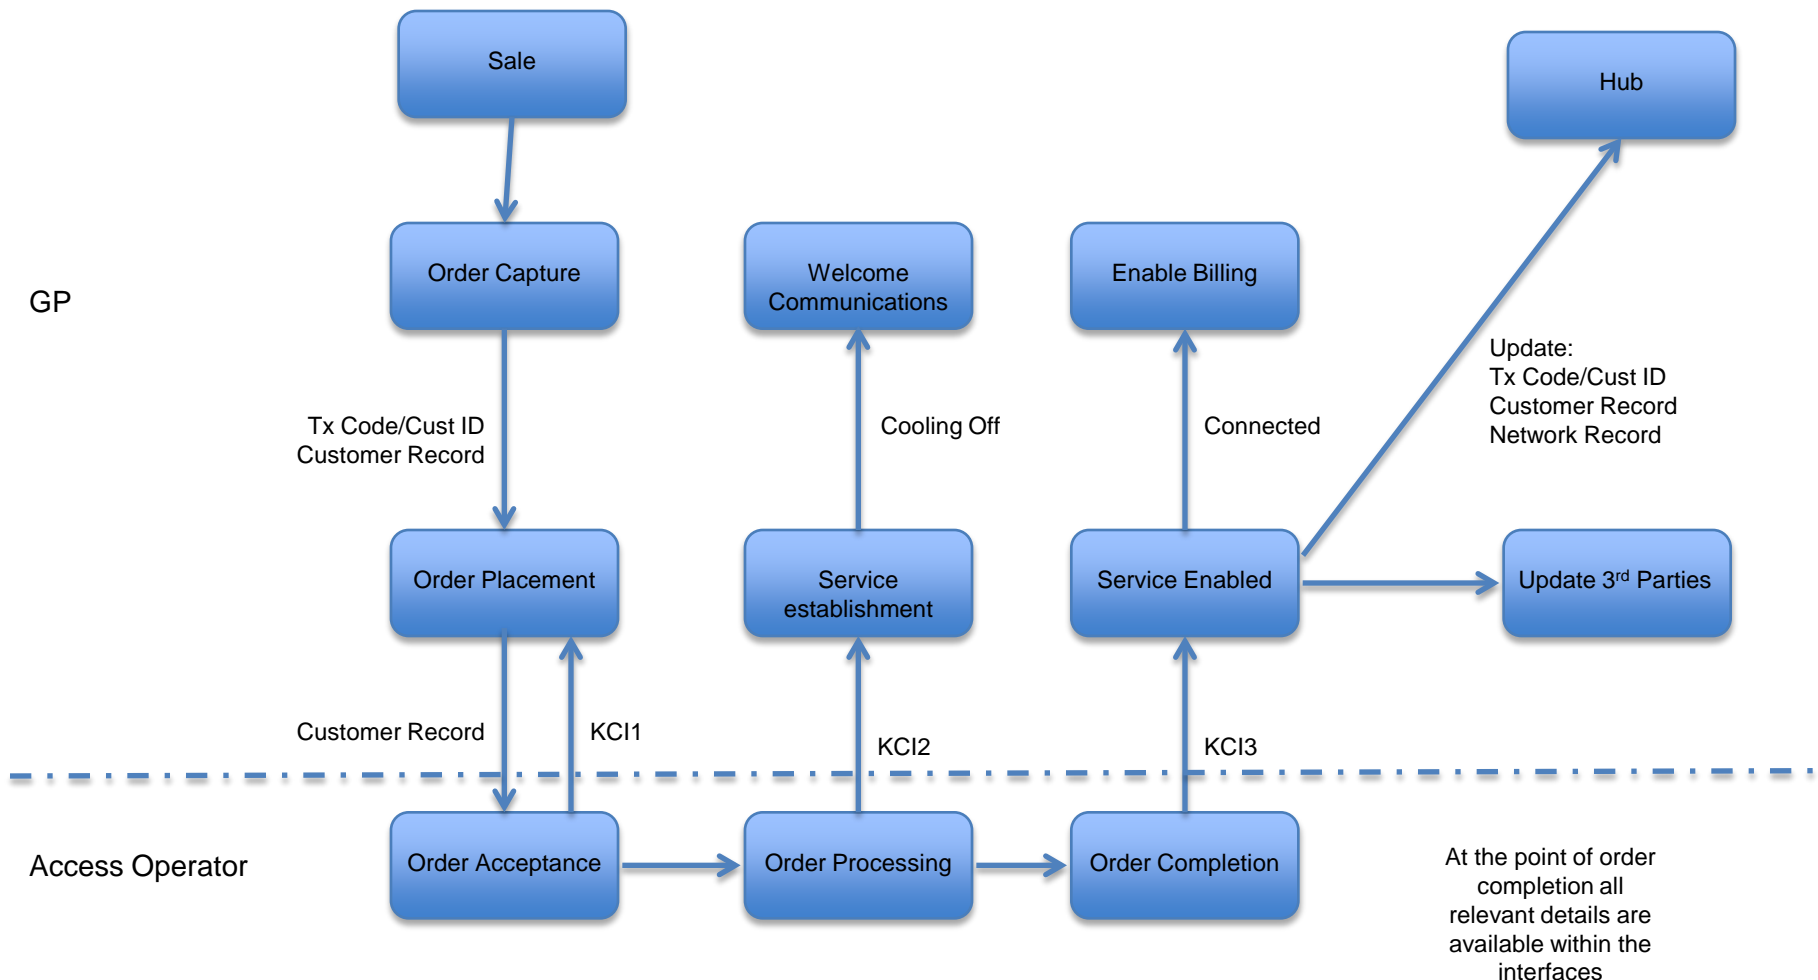 Sale
Hub
Order Capture
Welcome
Communications
Enable Billing
GP
Update:
Tx Code/Cust ID
Customer Record
Network Record
Tx Code/Cust ID
Customer Record
Cooling Off
Connected
Order Placement
Service
establishment
Service Enabled
Update 3rd Parties
Customer Record
KCI1
KCI2
KCI3
Access Operator
Order Acceptance
Order Processing
Order Completion
At the point of order
completion all
relevant details are
available within the
interfaces